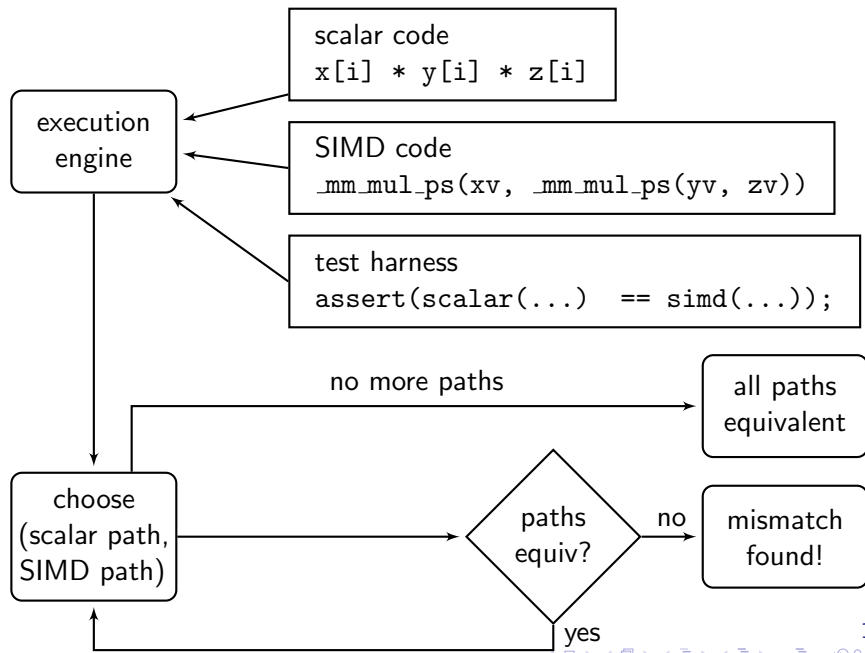 scalar code
x[i] * y[i] * z[i]
execution
engine
SIMD code
_mm_mul_ps(xv, _mm_mul_ps(yv, zv))
test harness
assert(scalar(...) == simd(...));
no more paths
all paths
equivalent
choose
(scalar path,
SIMD path)
paths
equiv?
no
mismatch
found!
yes